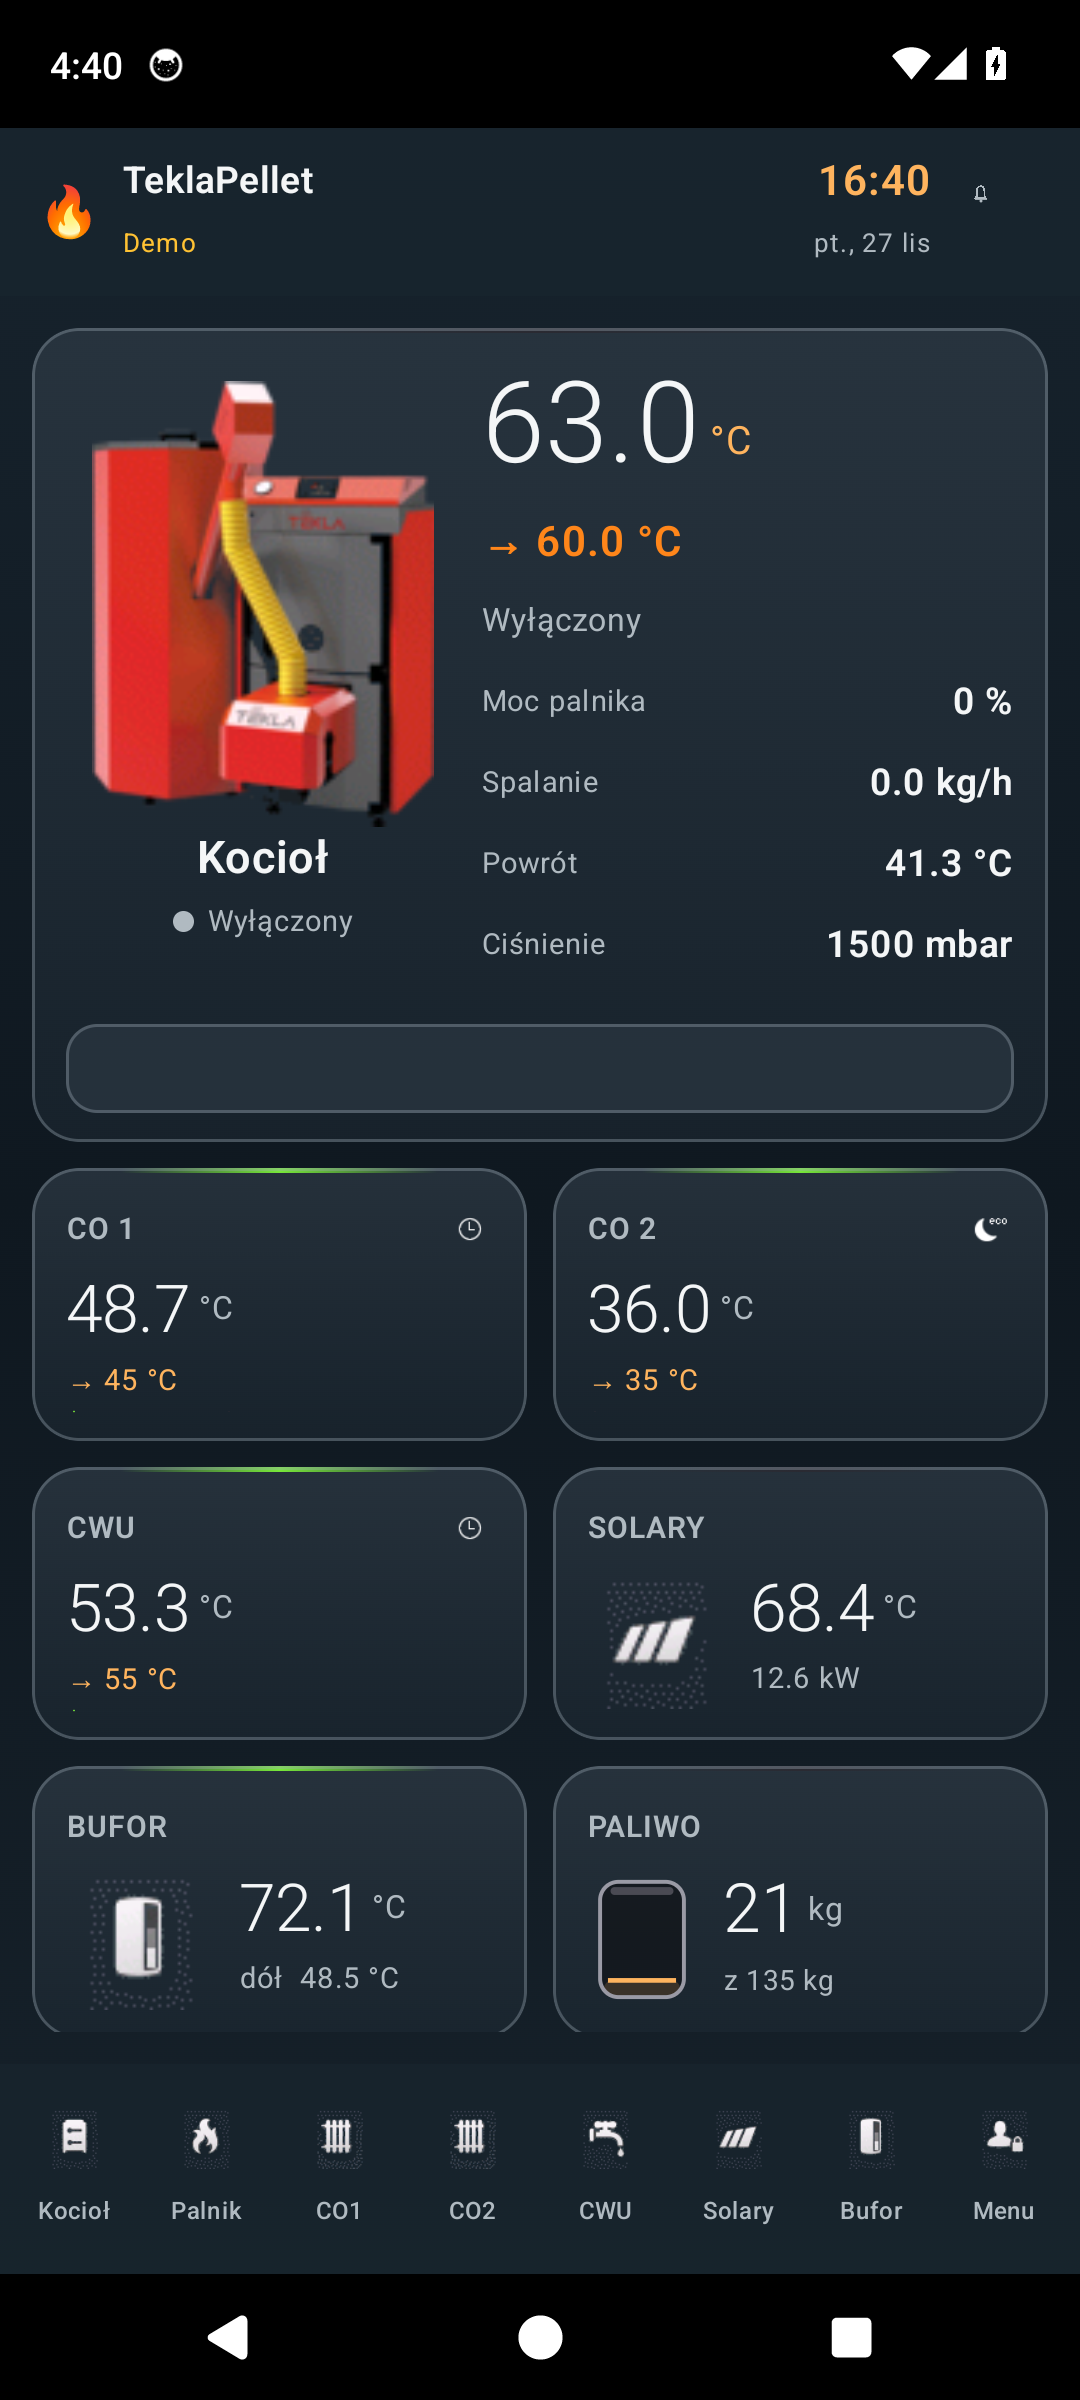 4:40
TeklaPellet
Demo
16:40
pt., 27 lis
63.0 °C
→ 60.0 °C
Wyłączony
Moc palnika 0 %
Spalanie 0.0 kg/h
Powrót 41.3 °C
Ciśnienie 1500 mbar
TEKLA
TEKLA
Kocioł
Wyłączony
CO 1
48.7 °C
→ 45 °C
CO 2
eco
36.0 °C
→ 35 °C
CWU
53.3 °C
→ 55 °C
SOLARY
68.4 °C
12.6 kW
BUFOR
72.1 °C
dół 48.5 °C
PALIWO
21 kg
z 135 kg
Kocioł
Palnik
CO1
CO2
CWU
Solary
Bufor
Menu